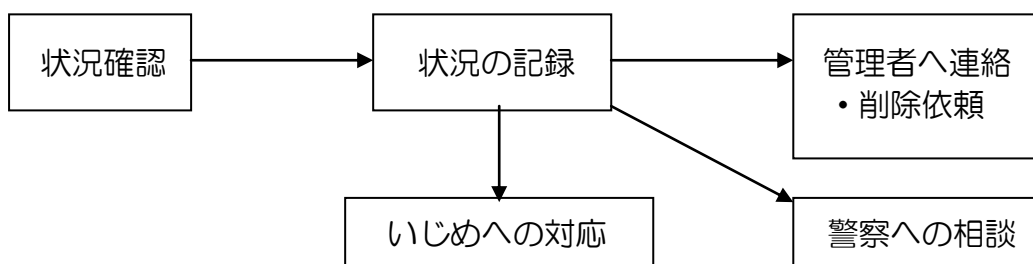 状況確認
状況の記録
管理者へ連絡
・削除依頼
いじめへの対応
警察への相談